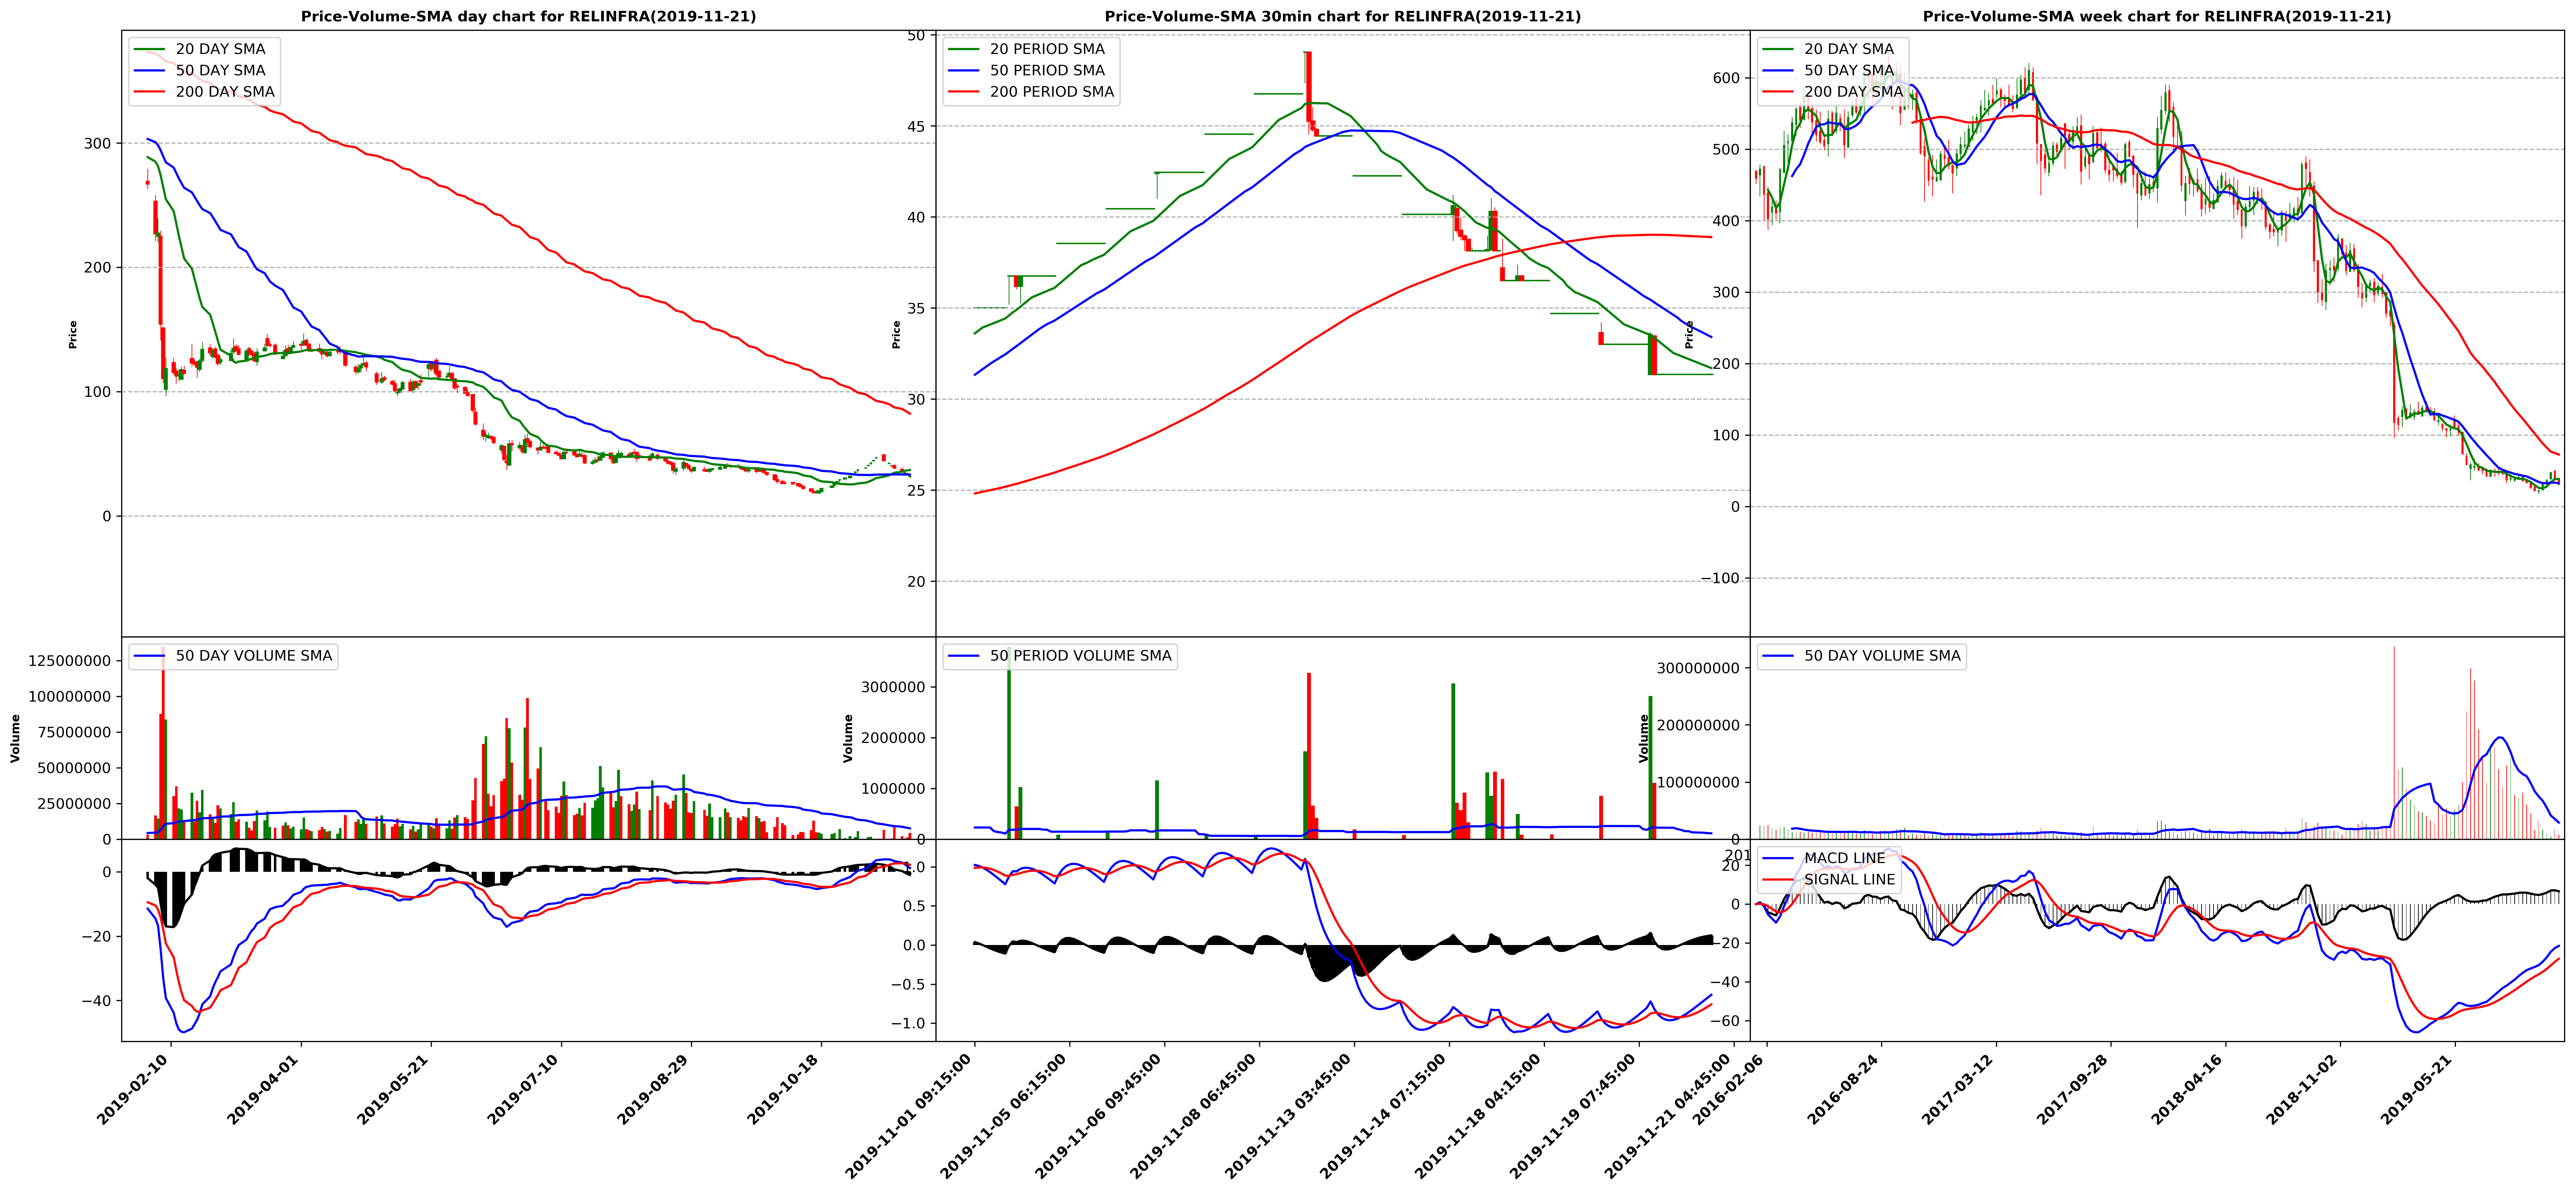 Price-Volume-SMA day chart for RELINFRA(2019-11-21)
20 DAY SMA
50 DAY SMA
200 DAY SMA
300
200
100
0
Price
50 DAY VOLUME SMA
125000000
100000000
75000000
50000000
25000000
0
Volume
0
−20
−40
2019-02-10
2019-04-01
2019-05-21
2019-07-10
2019-08-29
2019-10-18
Price-Volume-SMA 30min chart for RELINFRA(2019-11-21)
20 PERIOD SMA
50 PERIOD SMA
200 PERIOD SMA
50
45
40
35
30
25
20
Price
50 PERIOD VOLUME SMA
3000000
2000000
1000000
0
Volume
0.5
0.0
−0.5
−1.0
2019-11-01 09:15:00
2019-11-05 06:15:00
2019-11-06 09:45:00
2019-11-08 06:45:00
2019-11-13 03:45:00
2019-11-14 07:15:00
2019-11-18 04:15:00
2019-11-19 07:45:00
2019-11-21 04:45:00
Price-Volume-SMA week chart for RELINFRA(2019-11-21)
20 DAY SMA
50 DAY SMA
200 DAY SMA
600
500
400
300
200
100
0
−100
Price
50 DAY VOLUME SMA
300000000
200000000
100000000
0
Volume
MACD LINE
SIGNAL LINE
20
0
−20
−40
−60
2016-02-06
2016-08-24
2017-03-12
2017-09-28
2018-04-16
2018-11-02
2019-05-21